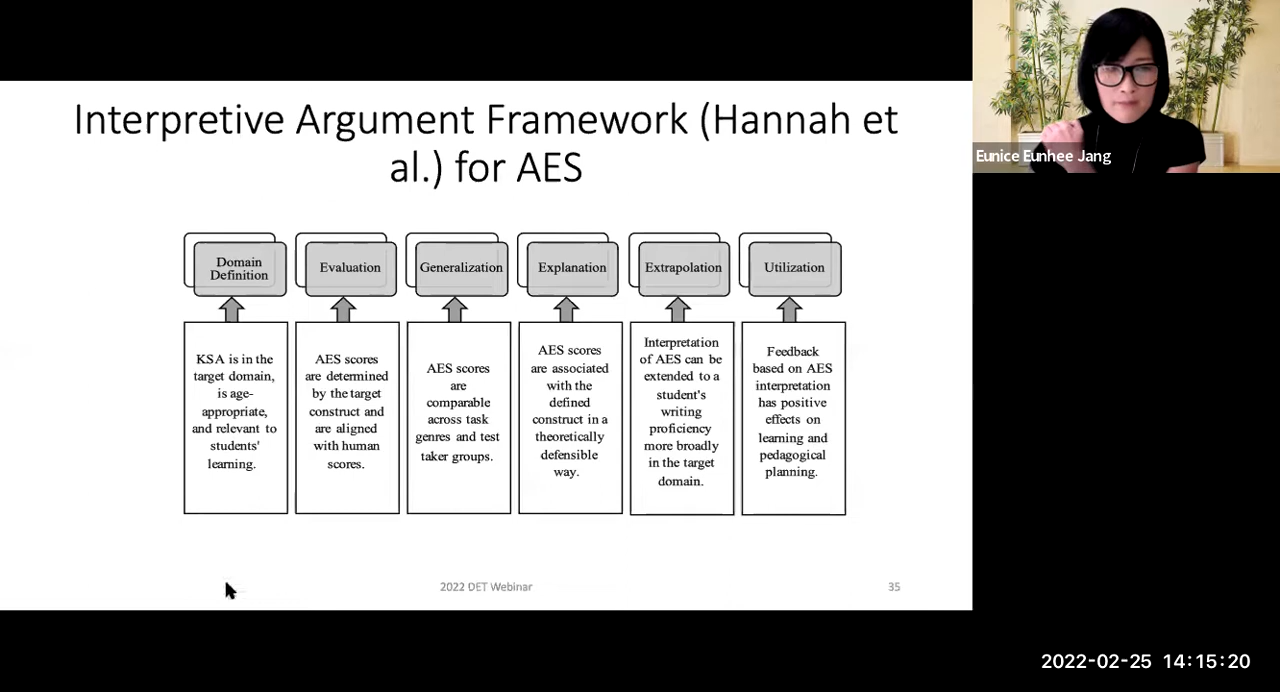 Interpretive Argument Framework (Hannah et
al.) for AES
Eunice Eunhee Jang
Domain
Definition
Evaluation
Generalization
Explanation
Extrapolation
Utilization
KSA is in the
target domain,
is age-
appropriate,
and relevant to
students'
learning.
AES scores
are determined
by the target
construct and
are aligned
with human
scores.
AES scores
are
comparable
across task
genres and test
taker groups.
AES scores
are associated
with the
defined
construct in a
theoretically
defensible
way.
Interpretation
of AES can be
extended to a
student's
writing
proficiency
more broadly
in the target
domain.
Feedback
based on AES
interpretation
has positive
effects on
learning and
pedagogical
planning.
2022 DET Webinar
35
2022-02-25 14:15:20